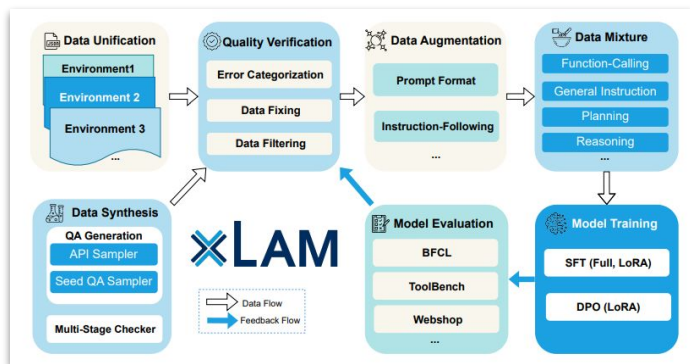 Data Unification
Environment1
Environment 2
Environment 3
...
Quality Verification
Error Categorization
Data Fixing
Data Filtering
Data Augmentation
Prompt Format
Instruction-Following
...
Data Mixture
Function-Calling
General Instruction
Planning
Reasoning
...
Data Synthesis
QA Generation
API Sampler
Seed QA Sampler
Multi-Stage Checker
xLAM
Data Flow
Feedback Flow
Model Evaluation
BFCL
ToolBench
Webshop
...
Model Training
SFT (Full, LoRA)
DPO (LoRA)